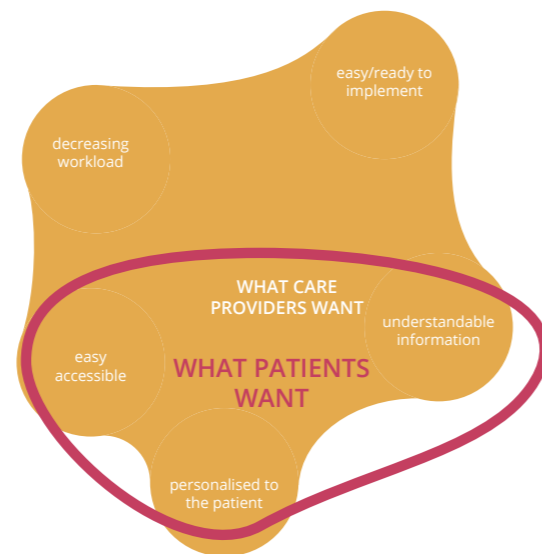 easy/ready to
implement
decreasing
workload
WHAT CARE
PROVIDERS WANT
understandable
information
easy
accessible
WHAT PATIENTS
WANT
personalised to
the patient